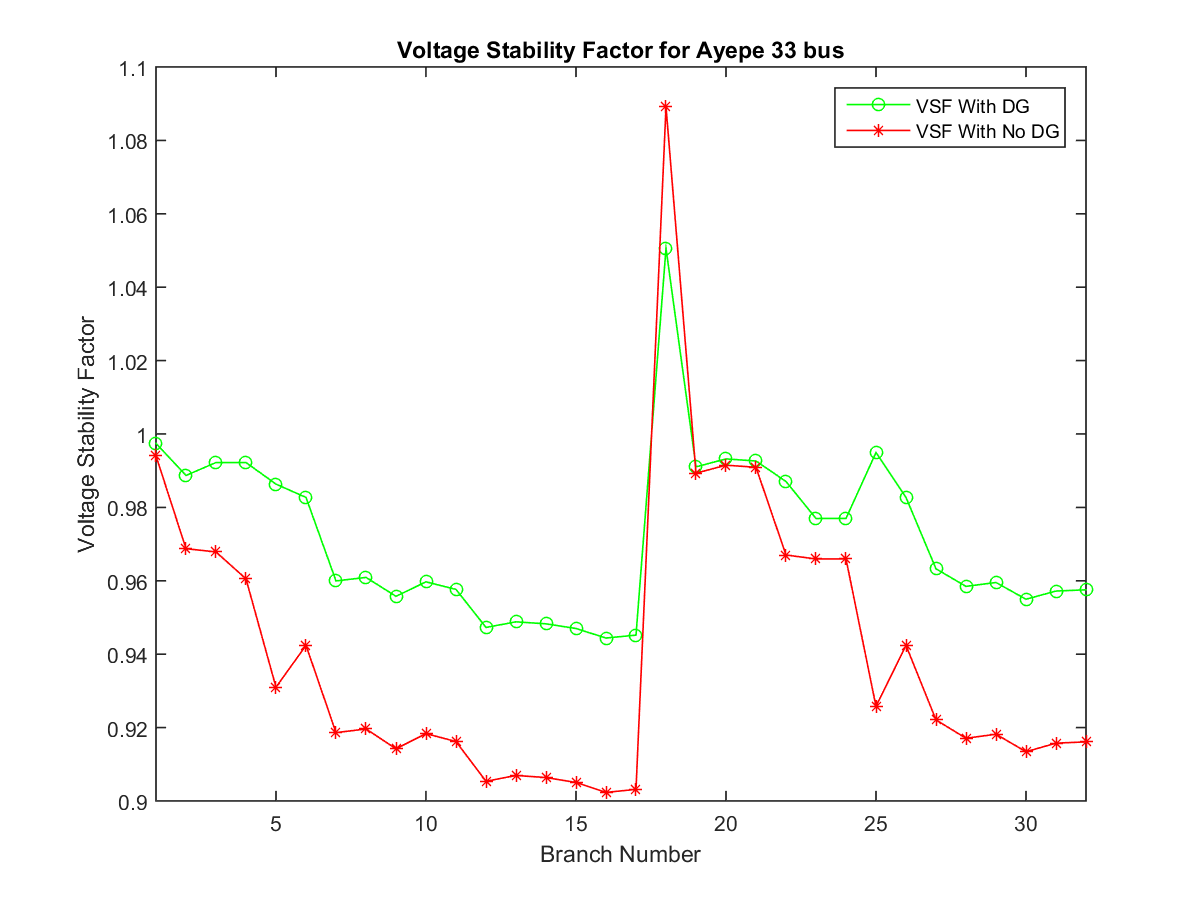 Voltage Stability Factor for Ayepe 33 bus
VSF With DG
VSF With No DG
1.1
1.08
1.06
1.04
1.02
1
0.98
0.96
0.94
0.92
0.9
Voltage Stability Factor
5 10 15 20 25 30
Branch Number